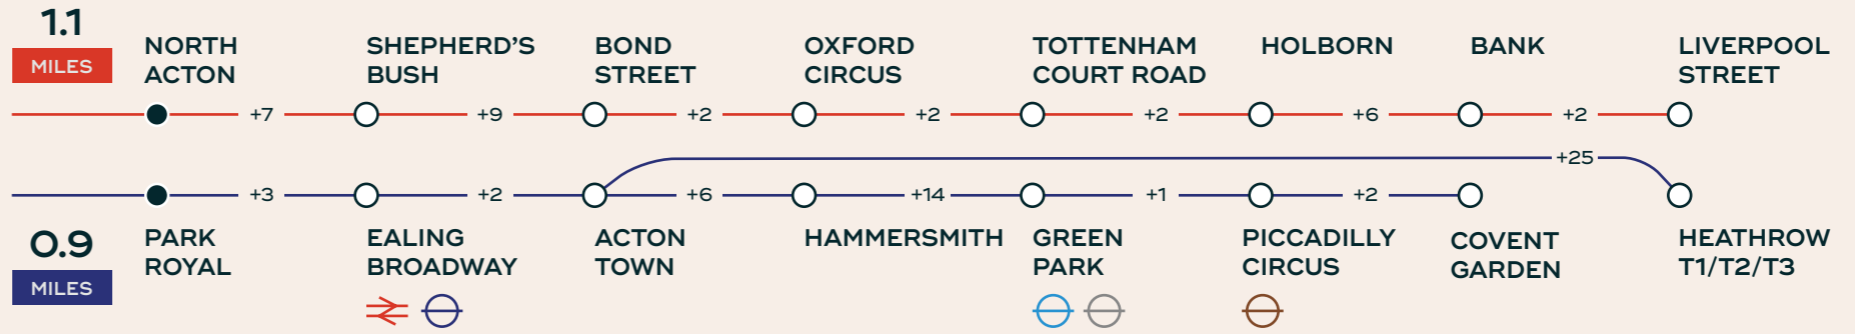 1.1
MILES
NORTH
ACTON
SHEPHERD'S
BUSH
BOND
STREET
OXFORD
CIRCUS
TOTTENHAM
COURT ROAD
HOLBORN
BANK
LIVERPOOL
STREET
+7
+9
+2
+2
+2
+6
+2
+25
+3
+2
+6
+14
+1
+2
0.9
MILES
PARK
ROYAL
EALING
BROADWAY
ACTON
TOWN
HAMMERSMITH
GREEN
PARK
PICCADILLY
CIRCUS
COVENT
GARDEN
HEATHROW
T1/T2/T3